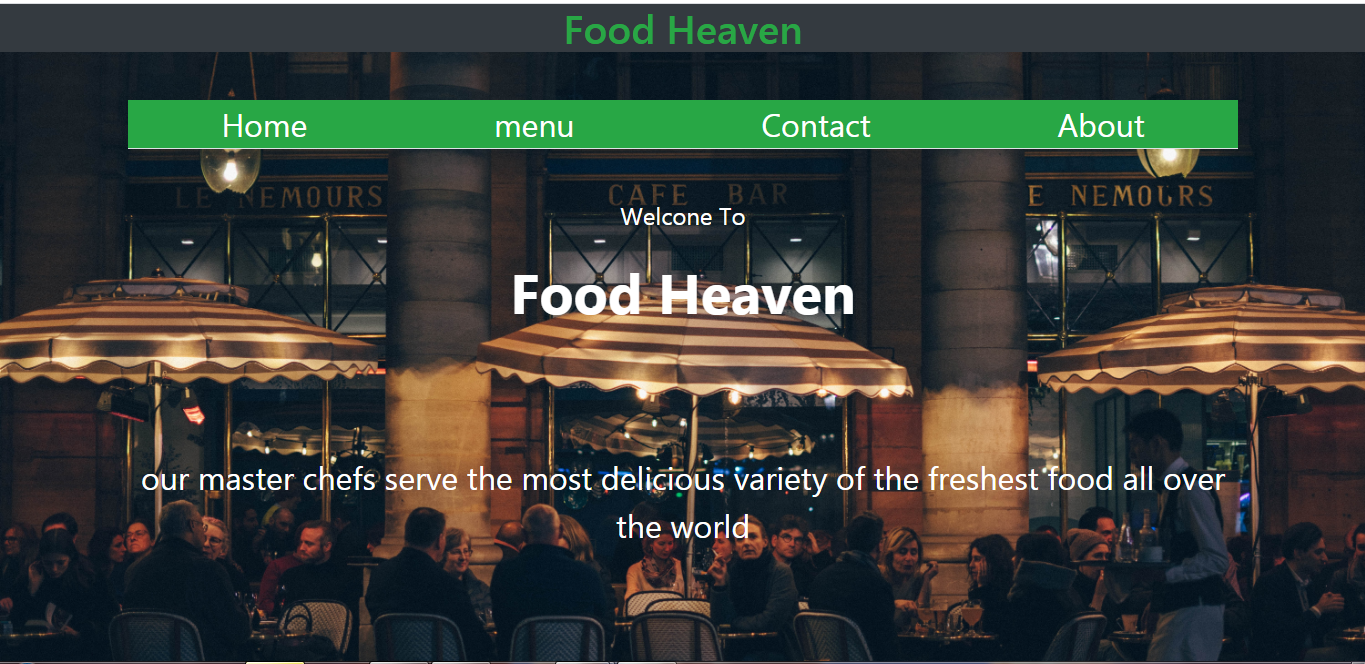 Food Heaven
Home menu Contact About
LE NEMOURS CAFE BAR E NEMOURS
Welcone To
Food Heaven
our master chefs serve the most delicious variety of the freshest food all over
the world